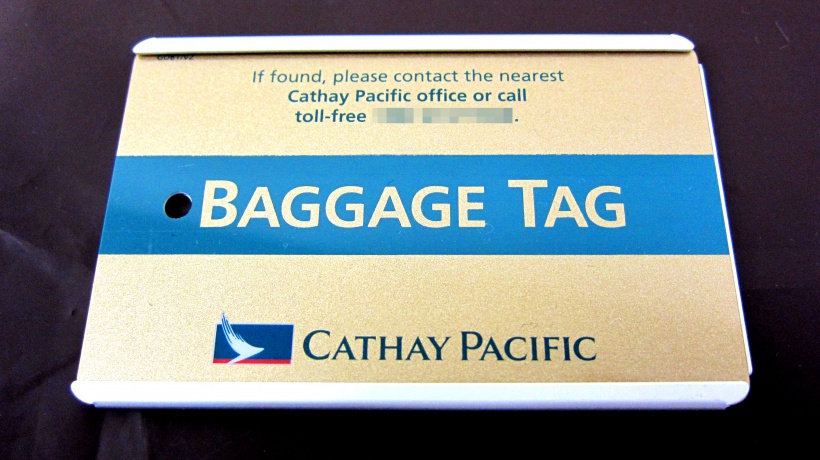 If found, please contact the nearest
Cathay Pacific office or call
toll-free
BAGGAGE TAG
CATHAY PACIFIC